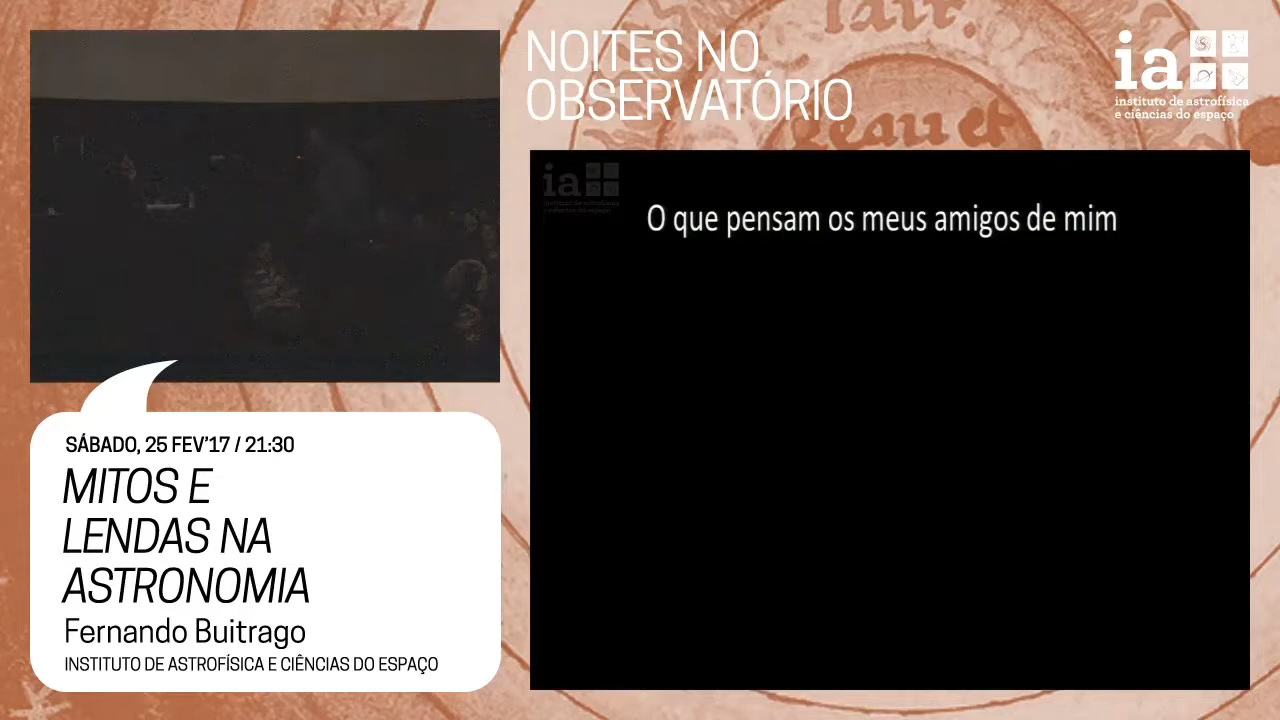 NOITES NO
OBSERVATÓRIO
ia
instituto de astrofísica
e ciências do espaço
ia
O que pensam os meus amigos de mim
SÁBADO, 25 FEV'17 / 21:30
MITOS E
LENDAS NA
ASTRONOMIA
Fernando Buitrago
INSTITUTO DE ASTROFÍSICA E CIÊNCIAS DO ESPAÇO